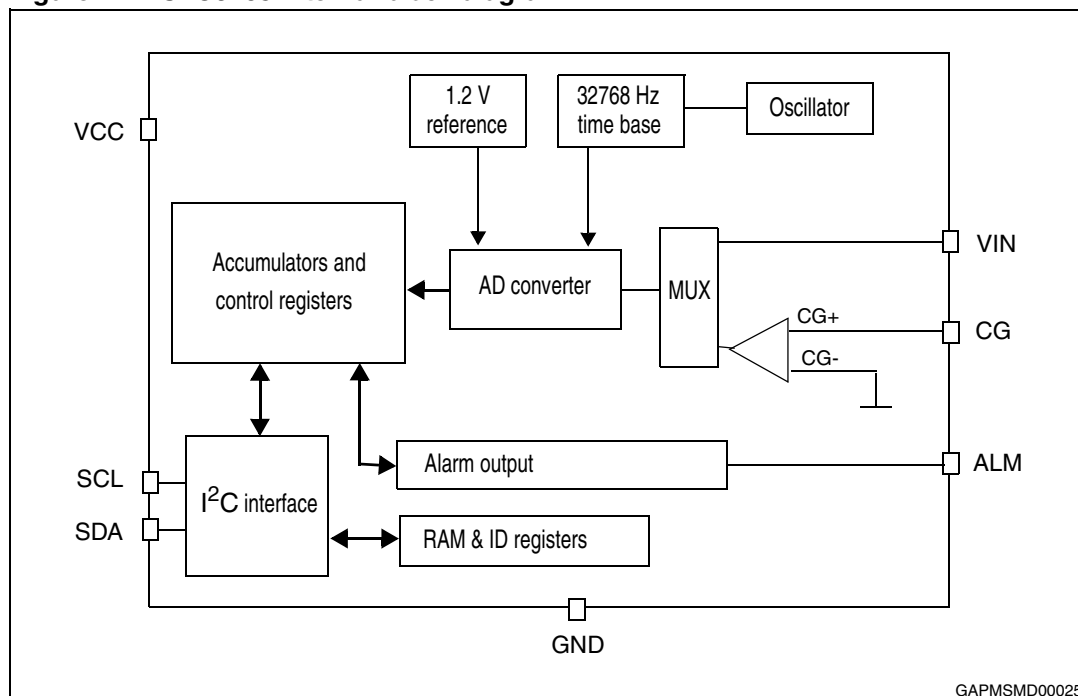 1.2 V
reference
32768 Hz
time base
Oscillator
VCC
Accumulators and
control registers
AD converter
MUX
VIN
CG+
CG
CG-
Alarm output
ALM
SCL
I²C interface
SDA
RAM & ID registers
GND
GAPMSMD00025